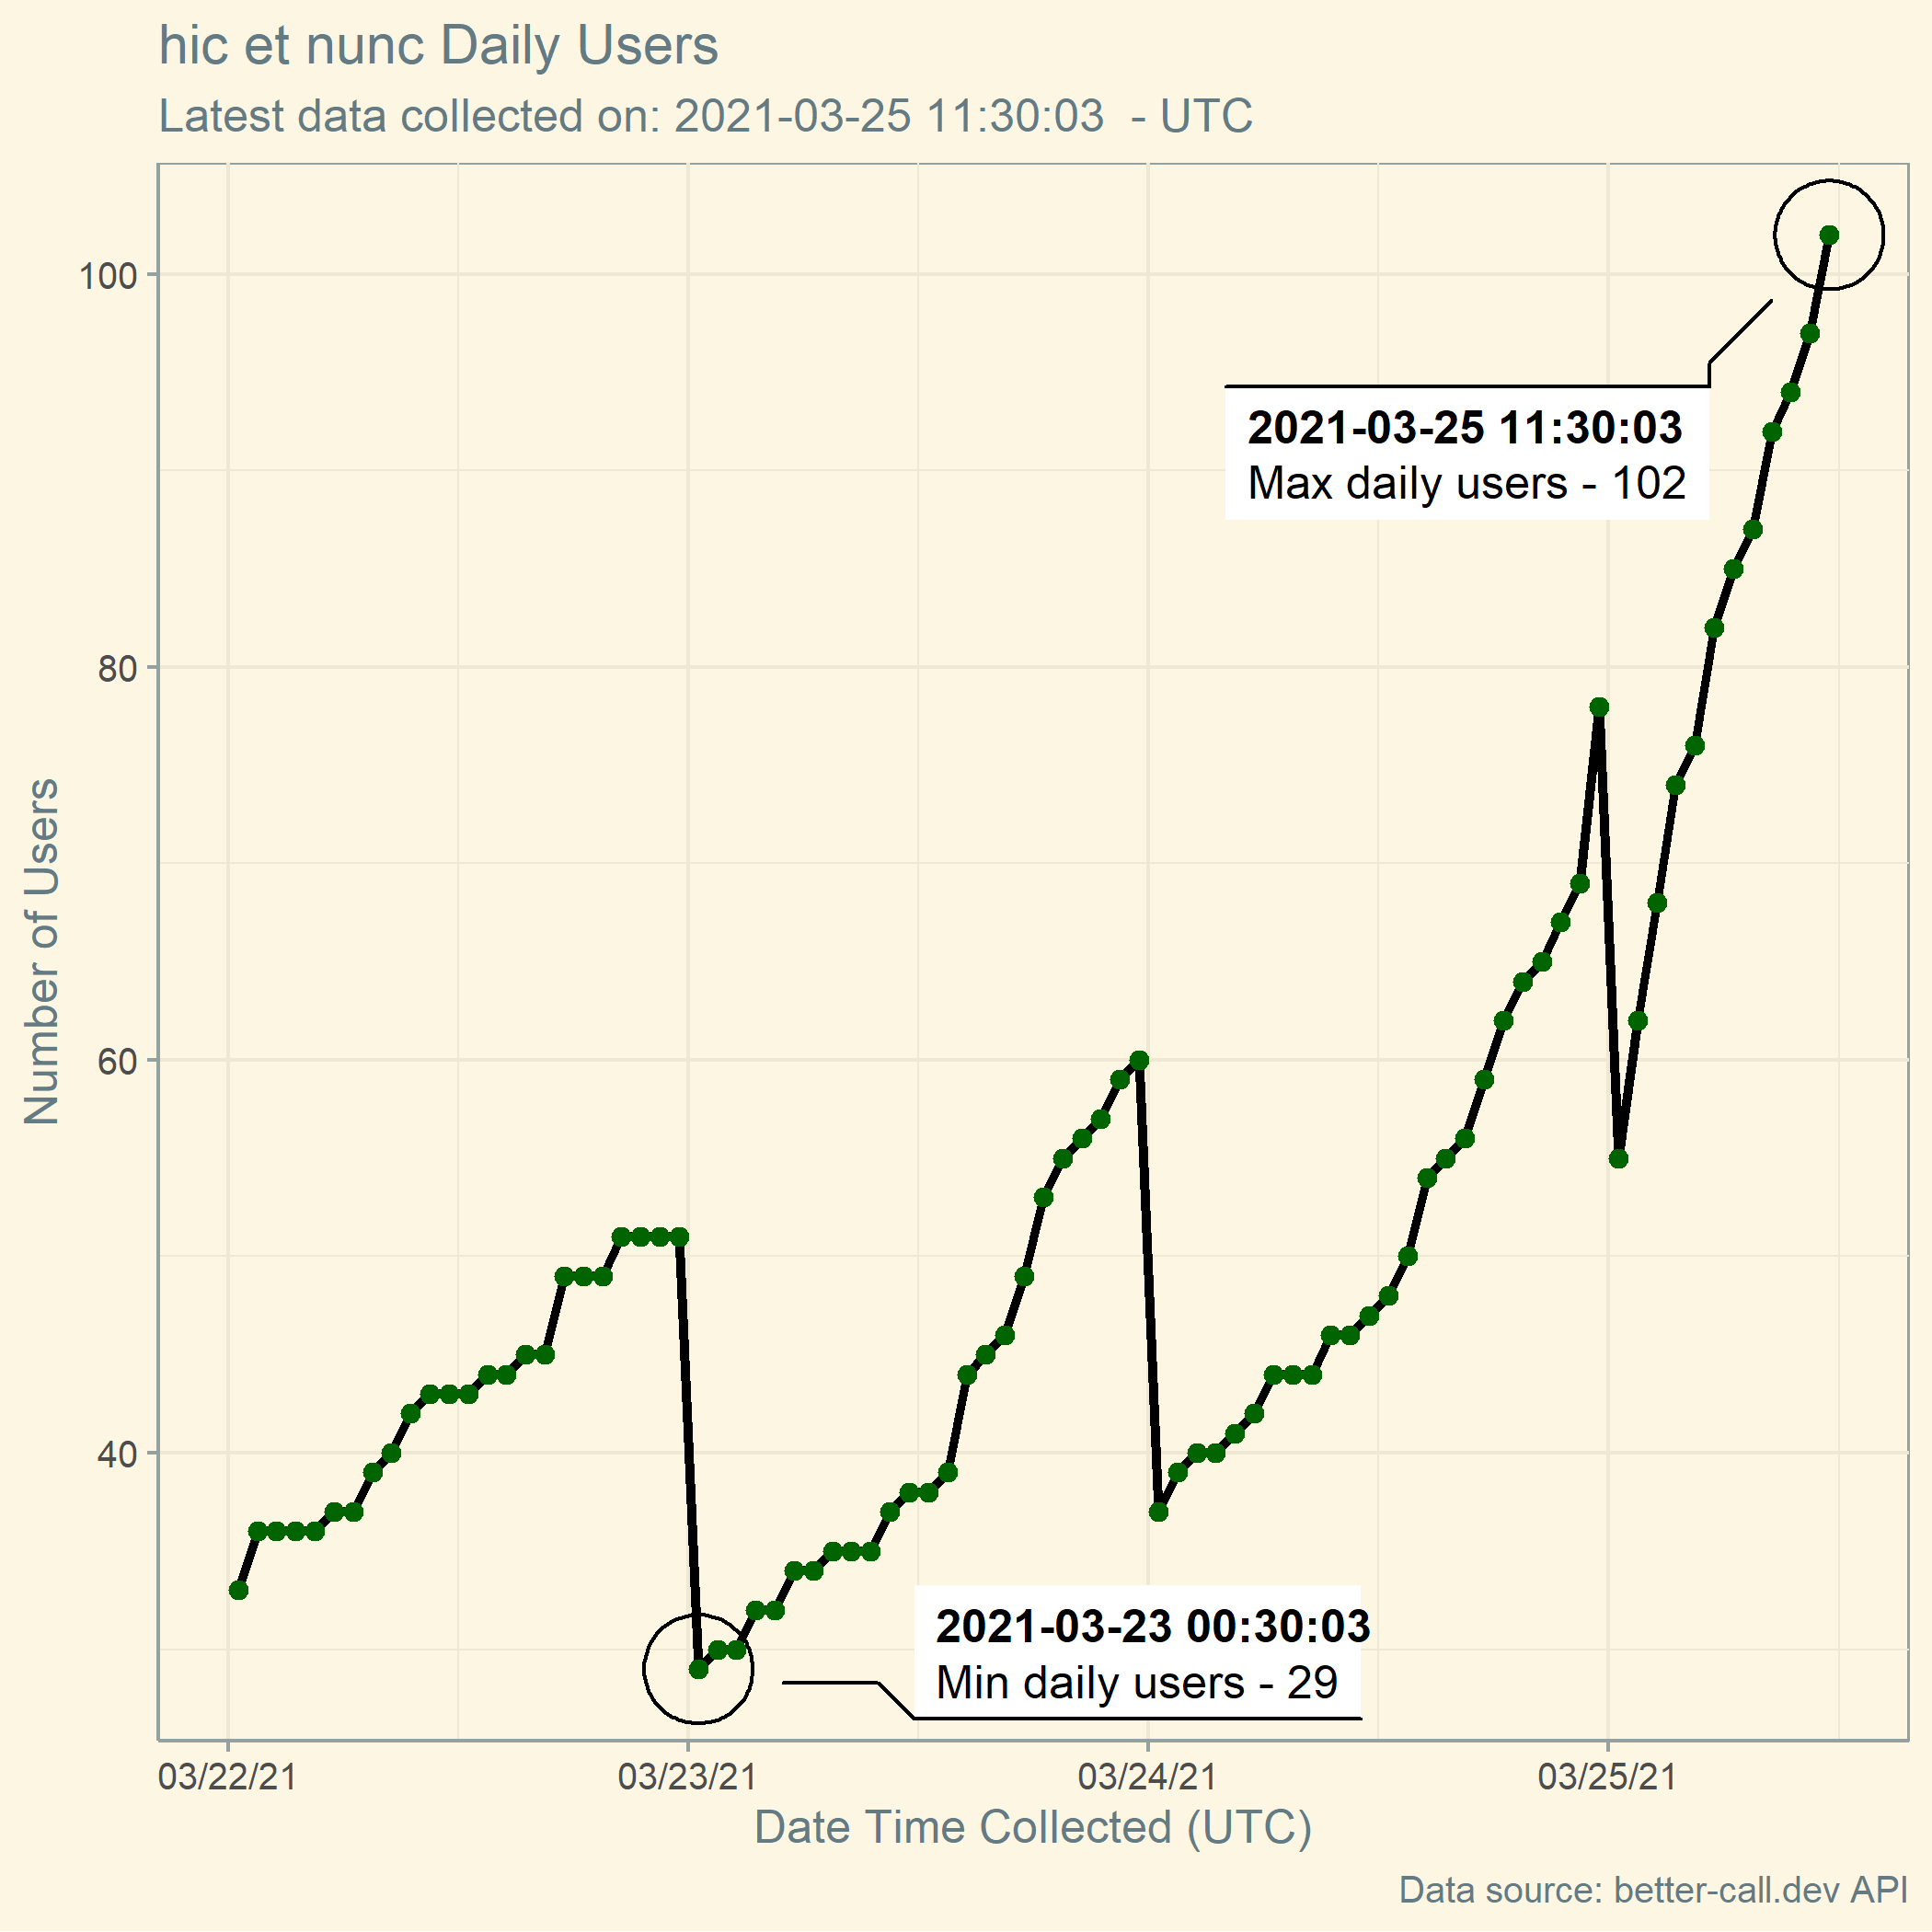 hic et nunc Daily Users
Latest data collected on: 2021-03-25 11:30:03  - UTC
Number of Users
100
80
60
40
2021-03-25 11:30:03
Max daily users - 102
2021-03-23 00:30:03
Min daily users - 29
03/22/21
03/23/21
03/24/21
03/25/21
Date Time Collected (UTC)
Data source: better-call.dev API